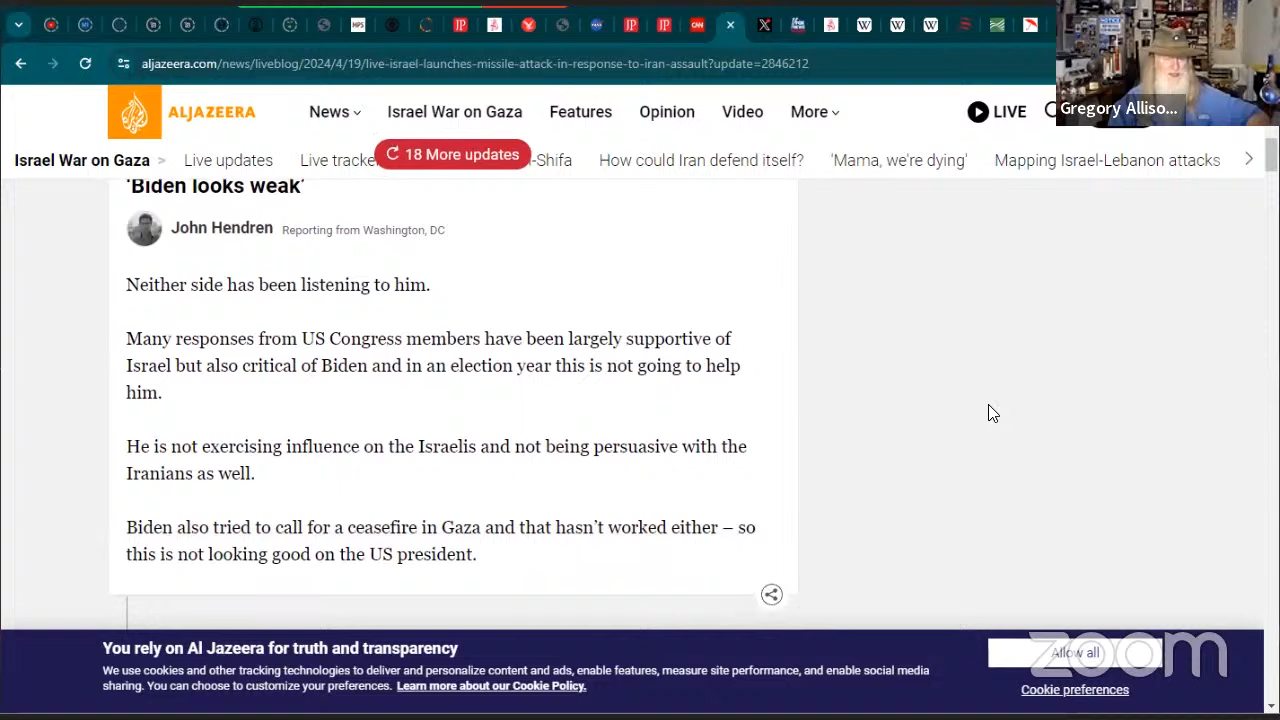 aljazeera.com/news/liveblog/2024/4/19/live-israel-launches-missile-attack-in-response-to-iran-assault?update=2846212
Gregory Alliso...
ALJAZEERA
News
Israel War on Gaza
Features
Opinion
Video
More
LIVE
Israel War on Gaza >
Live updates
Live tracke
18 More updates
-Shifa
How could Iran defend itself?
'Mama, we're dying'
Mapping Israel-Lebanon attacks
'Biden looks weak'
John Hendren
Reporting from Washington, DC
Neither side has been listening to him.
Many responses from US Congress members have been largely supportive of
Israel but also critical of Biden and in an election year this is not going to help
him.
He is not exercising influence on the Israelis and not being persuasive with the
Iranians as well.
Biden also tried to call for a ceasefire in Gaza and that hasn't worked either – so
this is not looking good on the US president.
You rely on Al Jazeera for truth and transparency
We use cookies and other tracking technologies to deliver and personalize content and ads, enable features, measure site performance, and enable social media
sharing. You can choose to customize your preferences. Learn more about our Cookie Policy.
Allow all
Cookie preferences
zoom